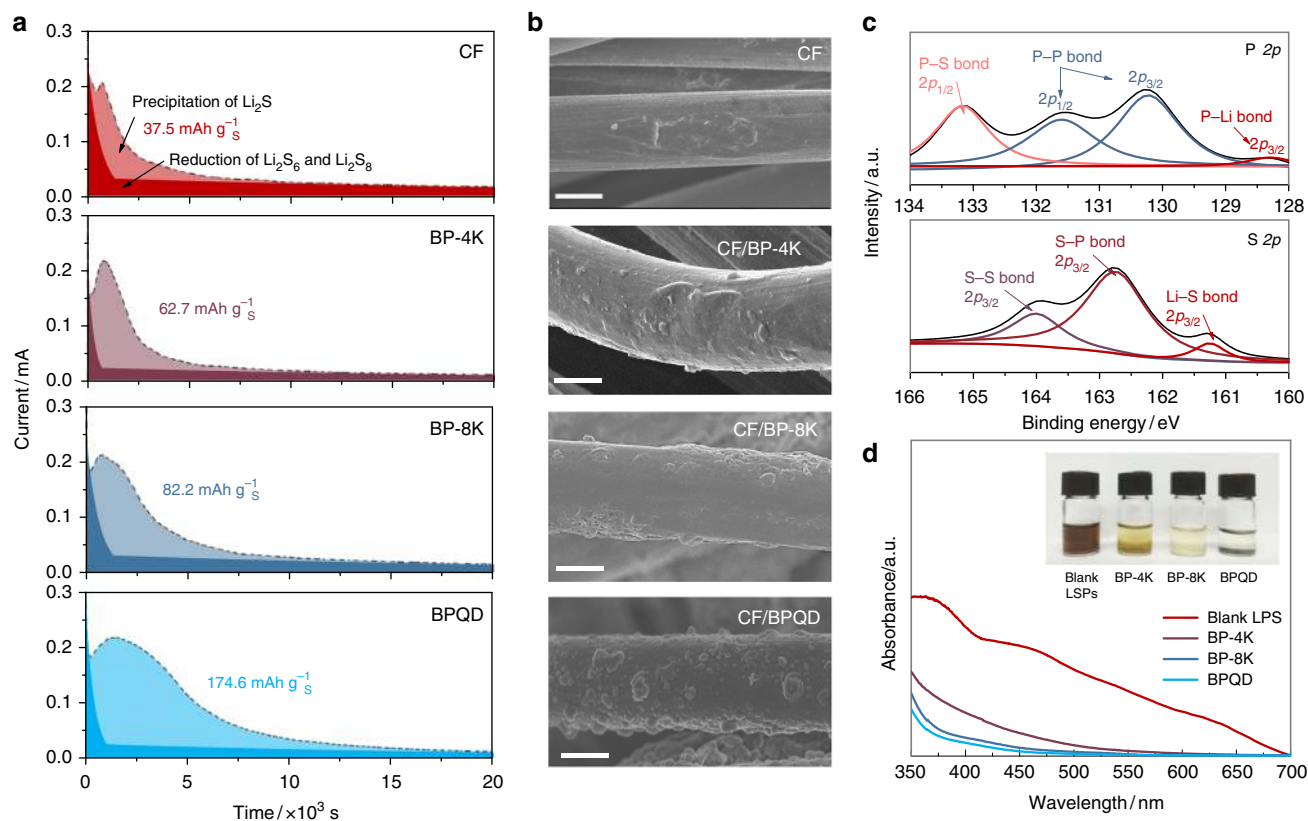 a
CF
0.3
0.2
0.1
0.0
Precipitation of Li₂S
37.5 mAh g⁻¹ₛ
Reduction of Li₂S₆ and Li₂S₈
BP-4K
0.3
0.2
0.1
0.0
62.7 mAh g⁻¹ₛ
BP-8K
0.3
0.2
0.1
0.0
82.2 mAh g⁻¹ₛ
BPQD
0.3
0.2
0.1
0.0
174.6 mAh g⁻¹ₛ
0 5 10 15 20
Time / ×10³ s
Current / mA
b
CF
CF/BP-4K
CF/BP-8K
CF/BPQD
c
P 2p
P–S bond
2p1/2
P–P bond
2p1/2
2p3/2
P–Li bond
2p3/2
134 133 132 131 130 129 128
S 2p
S–S bond
2p3/2
S–P bond
2p3/2
Li–S bond
2p3/2
166 165 164 163 162 161 160
Binding energy / eV
Intensity / a.u.
d
Blank
LSPs
BP-4K
BP-8K
BPQD
Blank LPS
BP-4K
BP-8K
BPQD
350 400 450 500 550 600 650 700
Wavelength / nm
Absorbance/a.u.